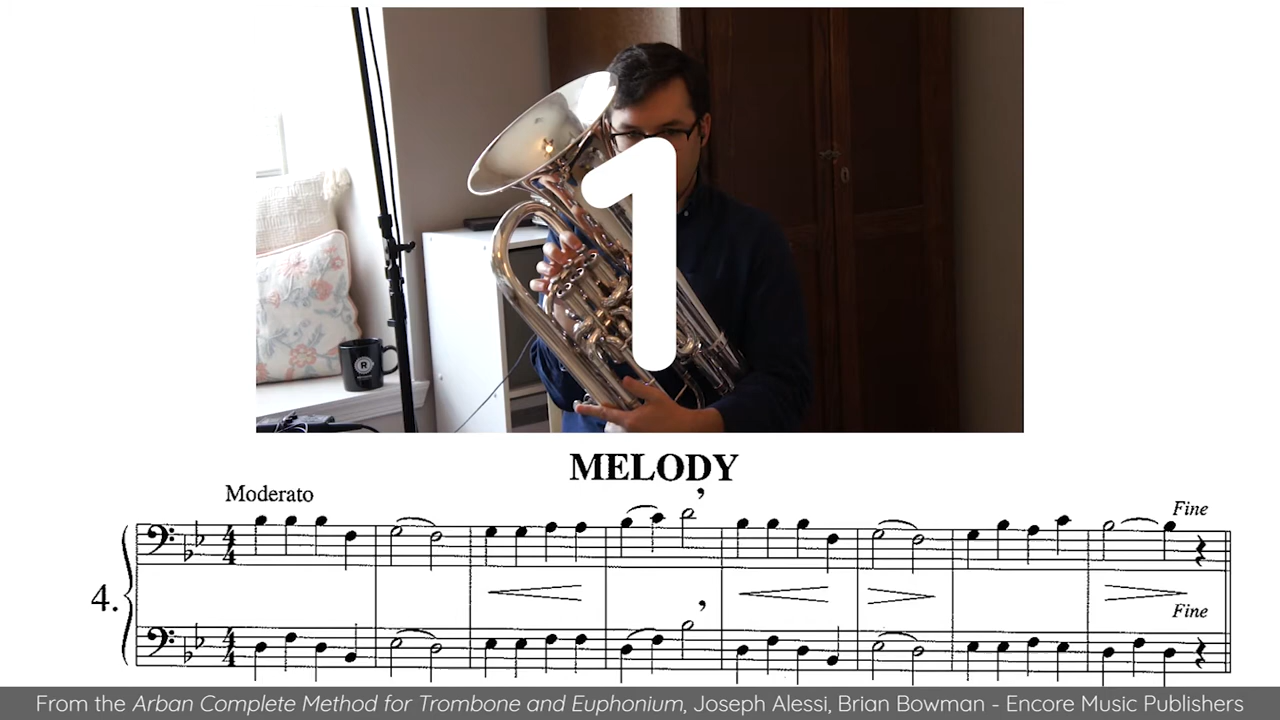 1
MELODY
Moderato
Fine
4.
Fine
From the Arban Complete Method for Trombone and Euphonium, Joseph Alessi, Brian Bowman - Encore Music Publishers